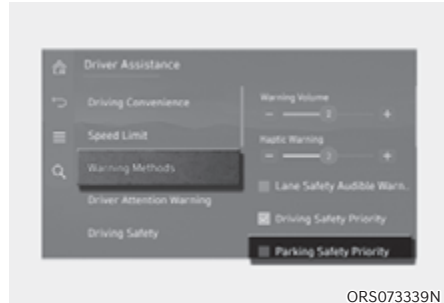 Driver Assistance
Driving Convenience
Speed Limit
Warning Methods
Driver Attention Warning
Driving Safety
Warning Volume
- 2 +
Haptic Warning
- 2 +
Lane Safety Audible Warn..
Driving Safety Priority
Parking Safety Priority
ORS073339N